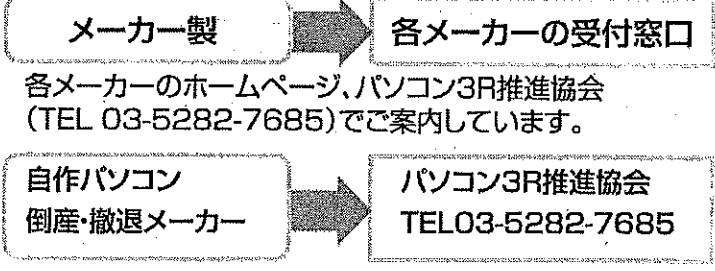 メーカー製 各メーカーの受付窓口
各メーカーのホームページ、パソコン3R推進協会
(TEL 03-5282-7685)でご案内しています。
自作パソコン
倒産・撤退メーカー
パソコン3R推進協会
TEL03-5282-7685